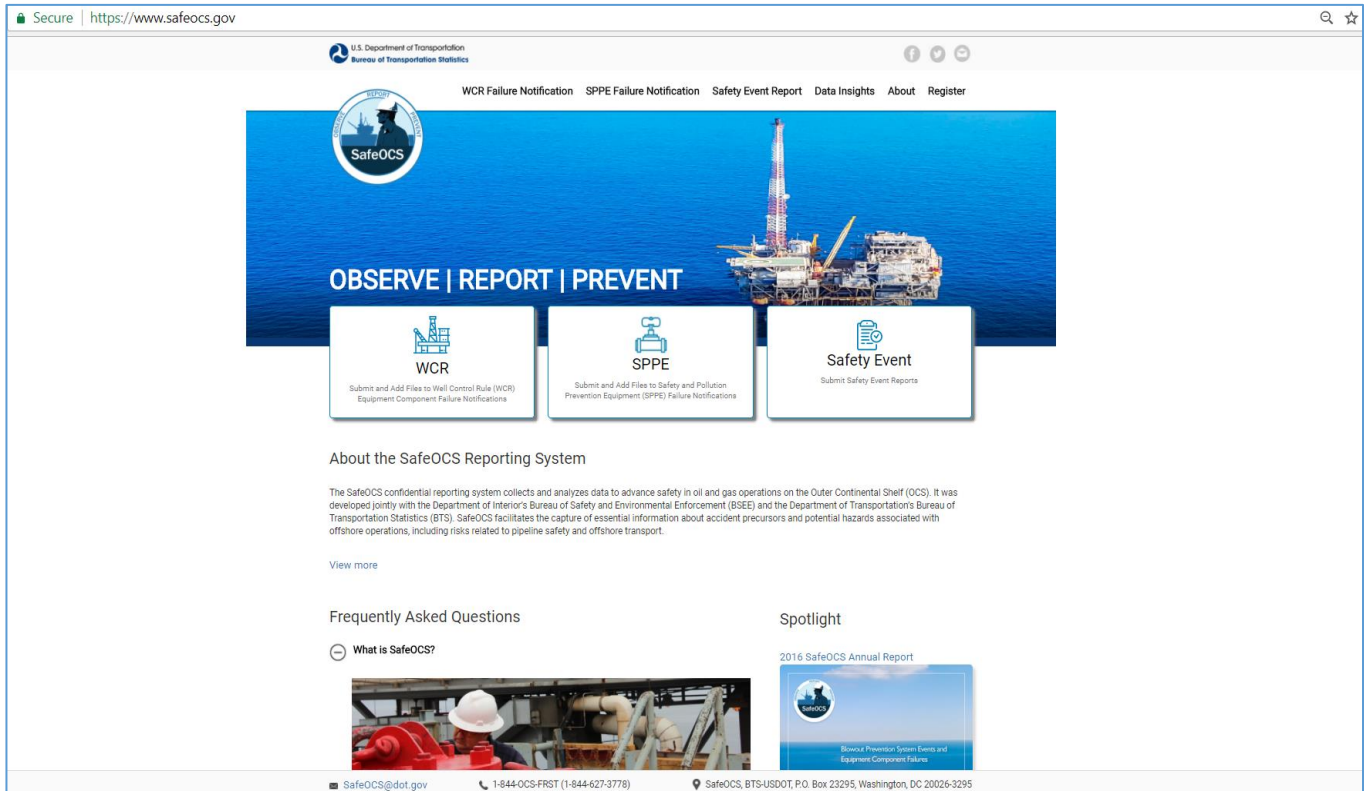 Secure | https://www.safeocs.gov
U.S. Department of Transportation
Bureau of Transportation Statistics
WCR Failure Notification SPPE Failure Notification Safety Event Report Data Insights About Register
OBSERVE REPORT PREVENT
SafeOCS
OBSERVE | REPORT | PREVENT
WCR
Submit and Add Files to Well Control Rule (WCR)
Equipment Component Failure Notifications
SPPE
Submit and Add Files to Safety and Pollution
Prevention Equipment (SPPE) Failure Notifications
Safety Event
Submit Safety Event Reports
About the SafeOCS Reporting System
The SafeOCS confidential reporting system collects and analyzes data to advance safety in oil and gas operations on the Outer Continental Shelf (OCS). It was
developed jointly with the Department of Interior's Bureau of Safety and Environmental Enforcement (BSEE) and the Department of Transportation's Bureau of
Transportation Statistics (BTS). SafeOCS facilitates the capture of essential information about accident precursors and potential hazards associated with
offshore operations, including risks related to pipeline safety and offshore transport.
View more
Frequently Asked Questions
What is SafeOCS?
Spotlight
2016 SafeOCS Annual Report
SafeOCS
Blowout Prevention System Events and
Equipment Component Failures
SafeOCS@dot.gov 1-844-OCS-FRST (1-844-627-3778) SafeOCS, BTS-USDOT, P.O. Box 23295, Washington, DC 20026-3295